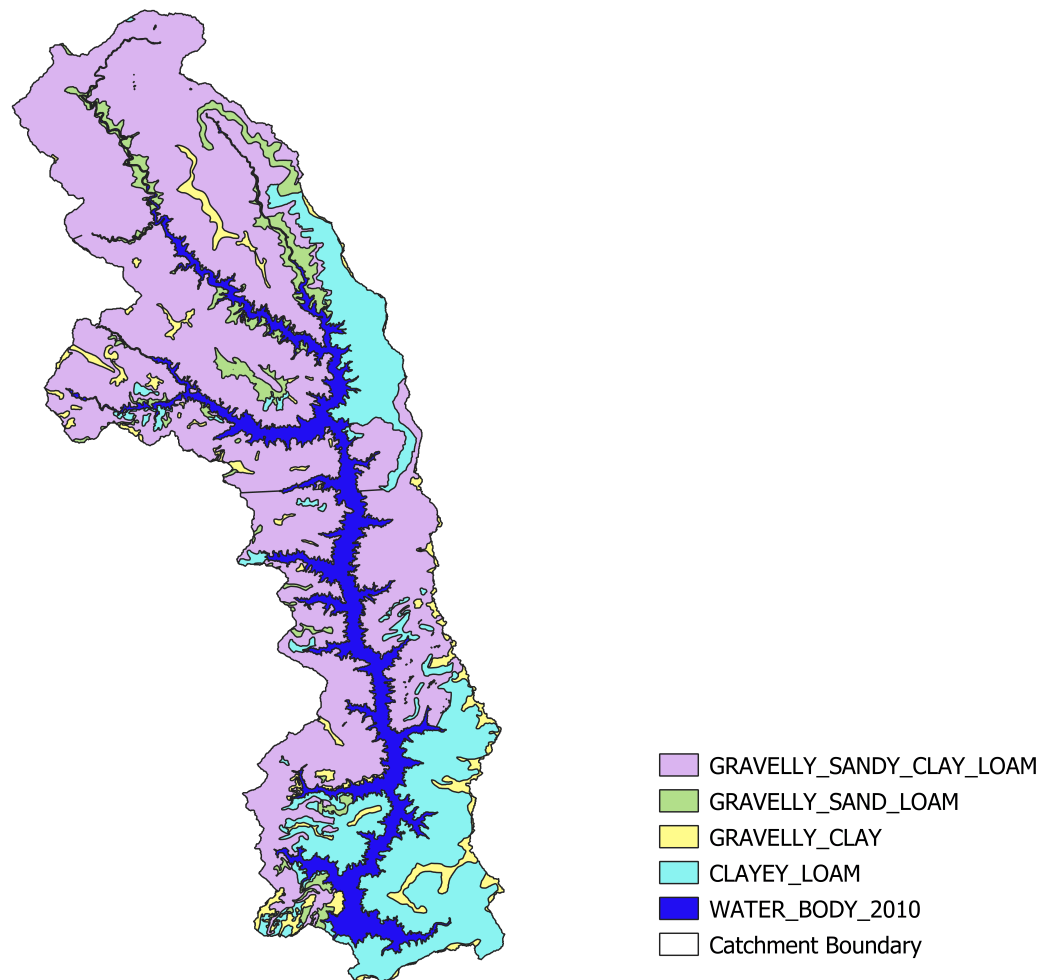 GRAVELLY_SANDY_CLAY_LOAM
GRAVELLY_SAND_LOAM
GRAVELLY_CLAY
CLAYEY_LOAM
WATER_BODY_2010
Catchment Boundary